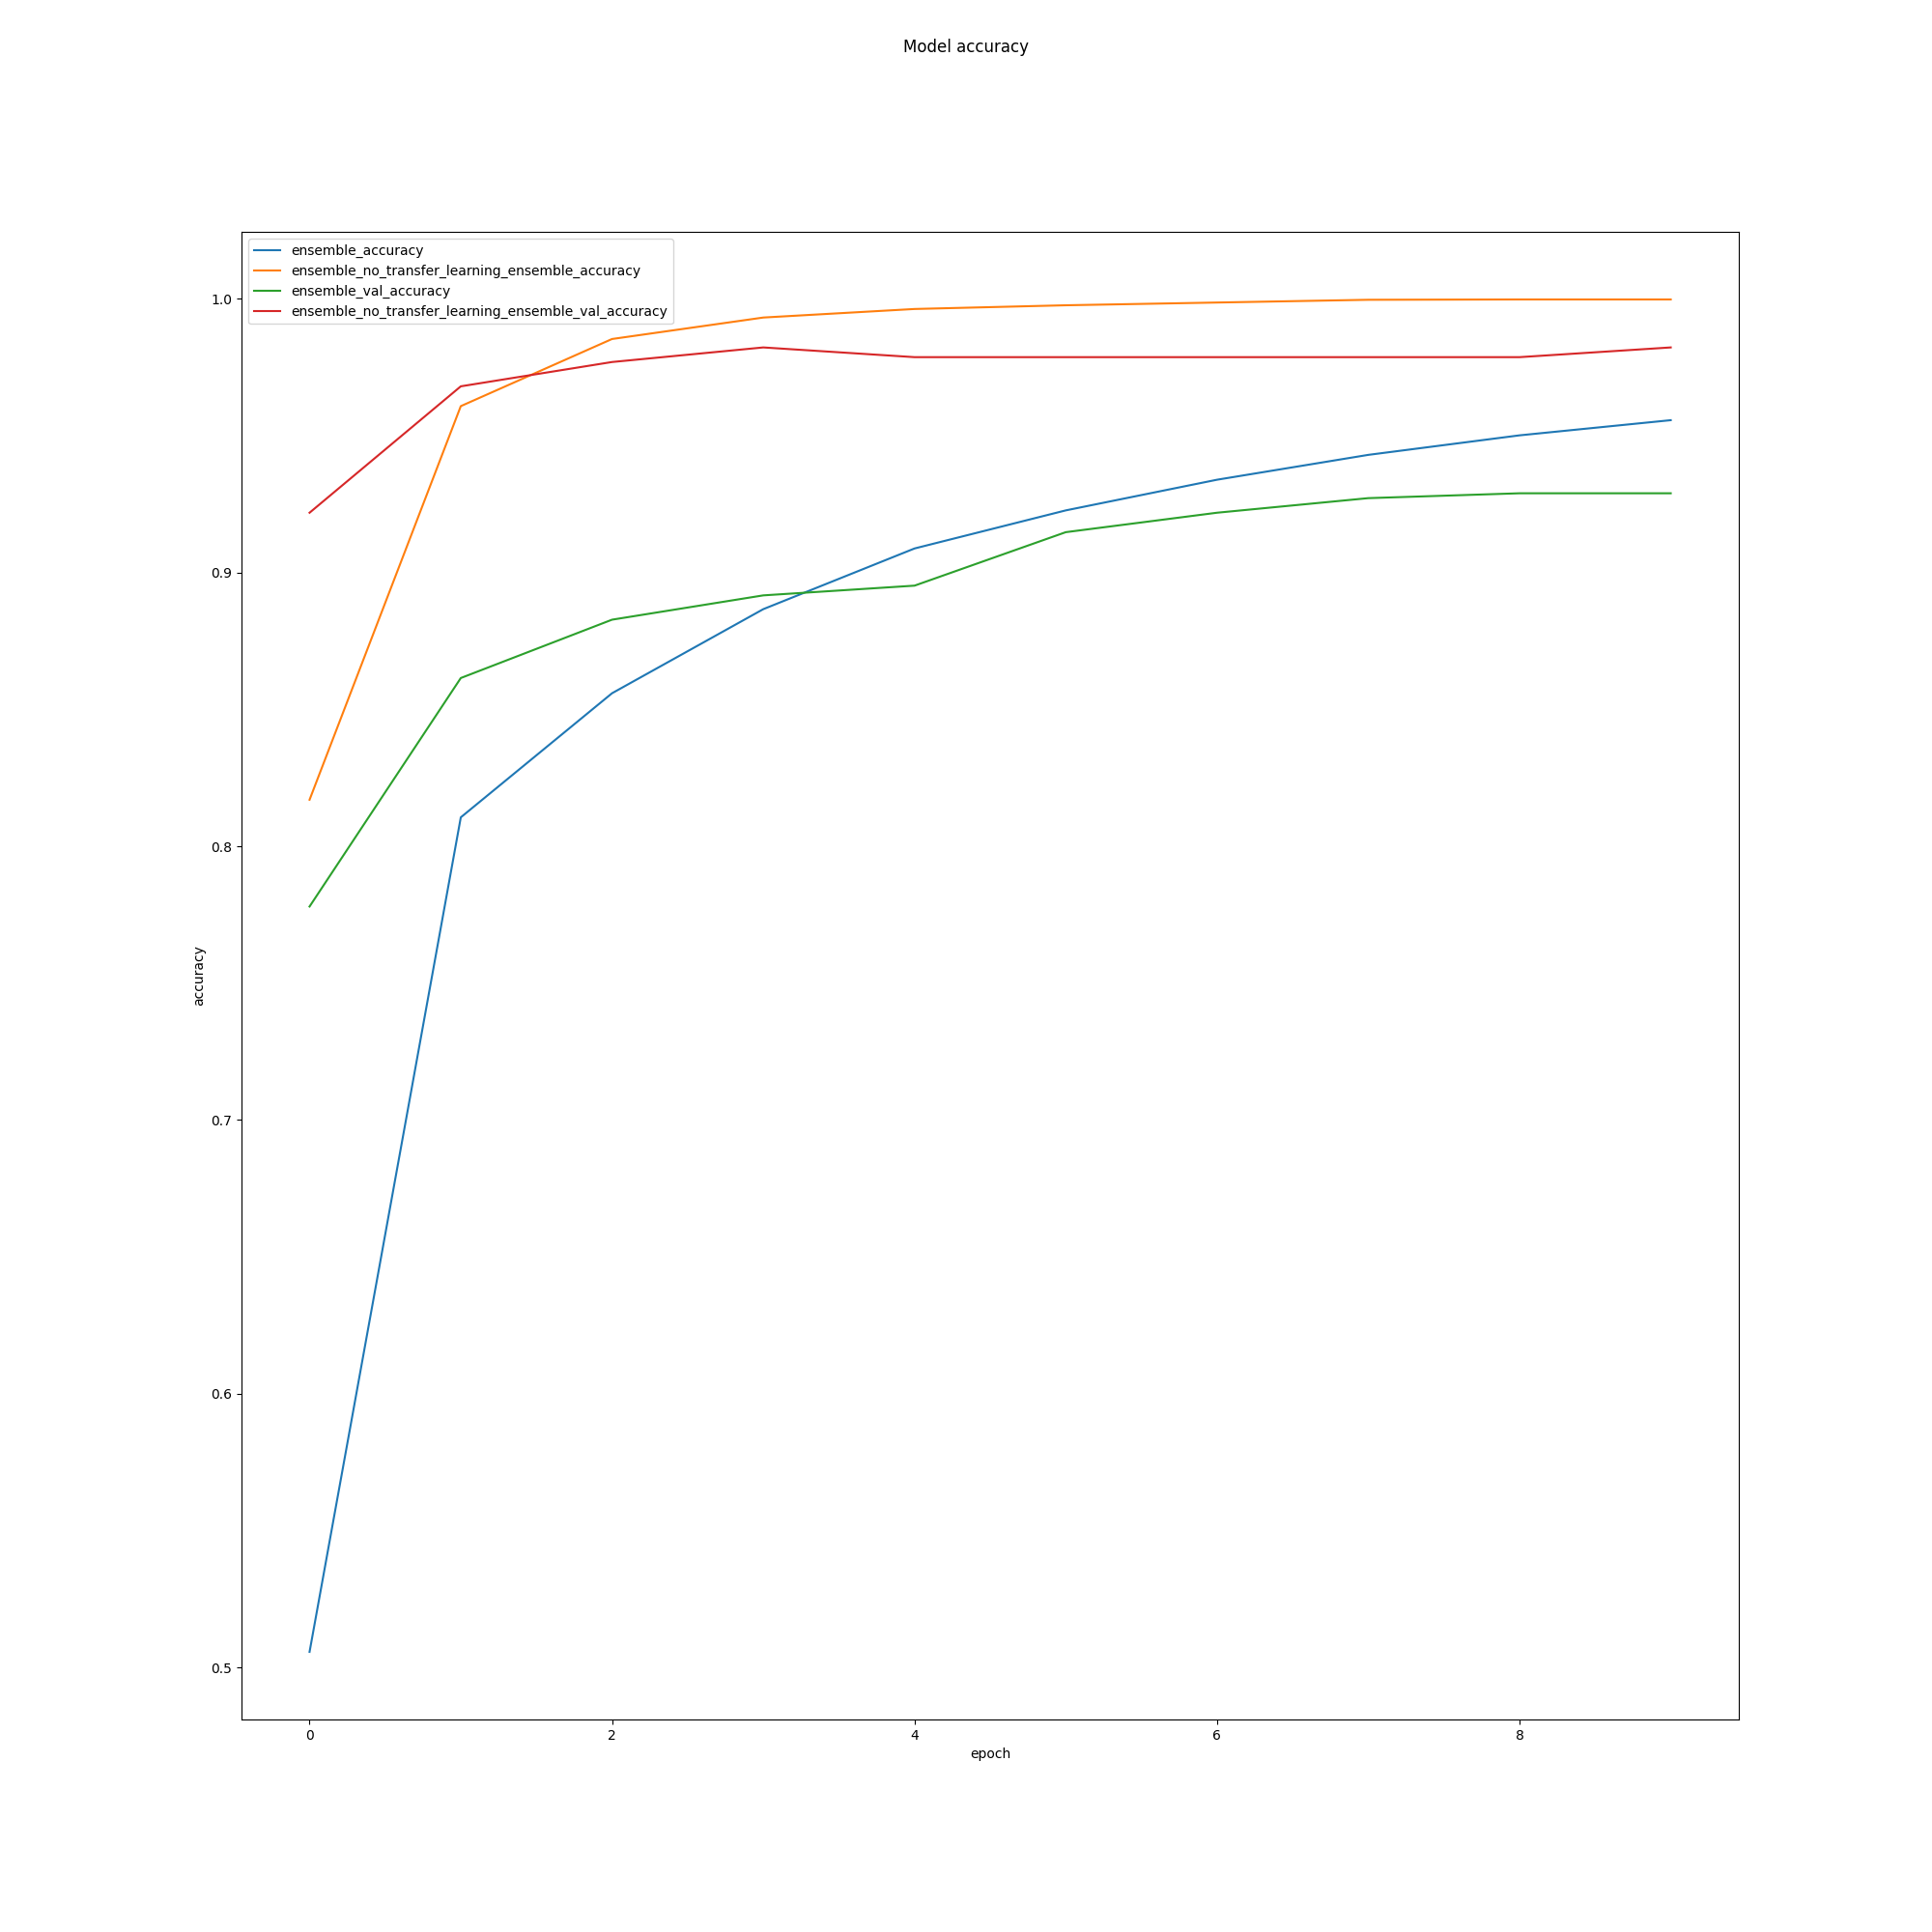 Model accuracy
ensemble_accuracy
ensemble_no_transfer_learning_ensemble_accuracy
ensemble_val_accuracy
ensemble_no_transfer_learning_ensemble_val_accuracy
1.0
0.9
0.8
0.7
0.6
0.5
accuracy
0 2 4 6 8
epoch